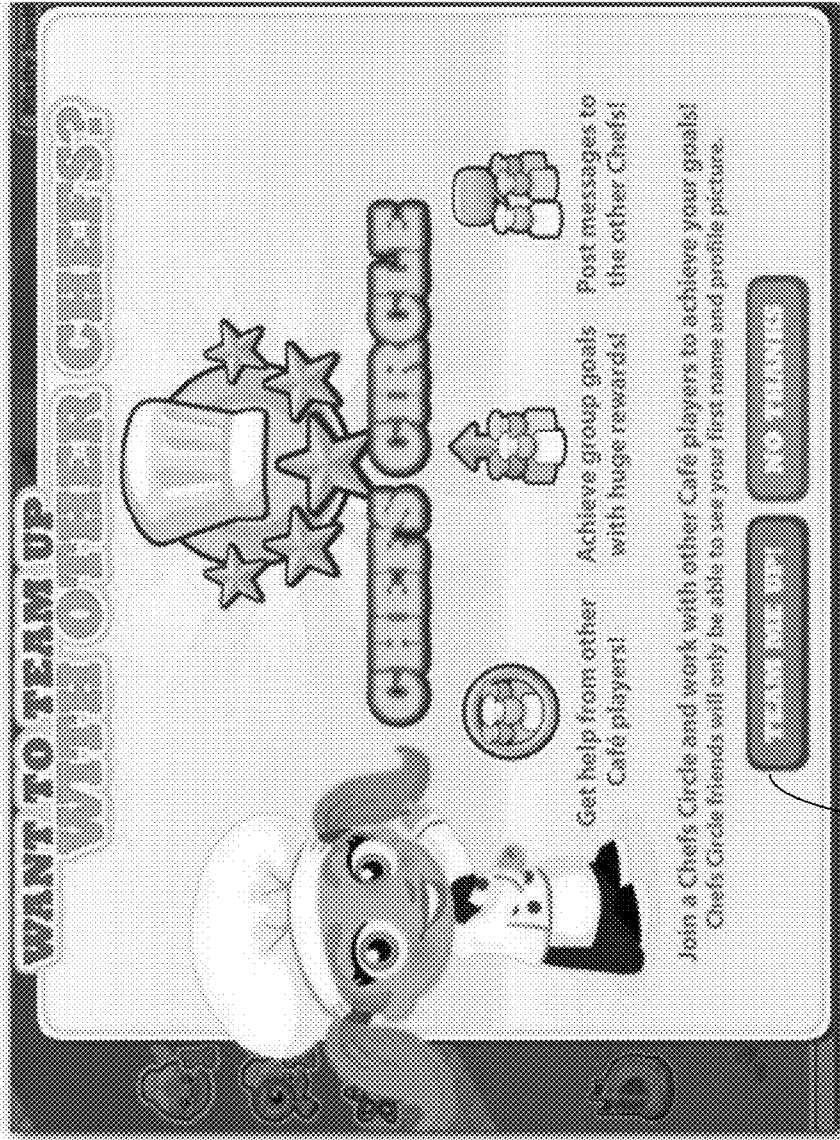 WANT TO TEAM UP
WITH OTHER CHEFS?
CHEFS CIRCLE
Get help from other
Café players!
Achieve group goals
with huge rewards!
Post messages to
the other Chefs!
Join a Chefs Circle and work with other Café players to achieve your goals!
Chefs Circle friends will only be able to see your first name and profile picture.
SIGN ME UP!
NO THANKS